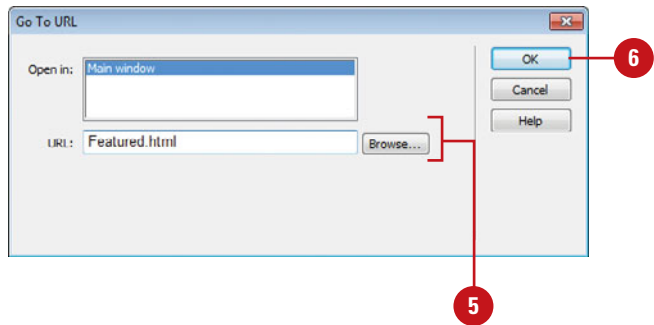 Go To URL
Open in: Main window
OK
6
Cancel
Help
URL: Featured.html Browse...
5